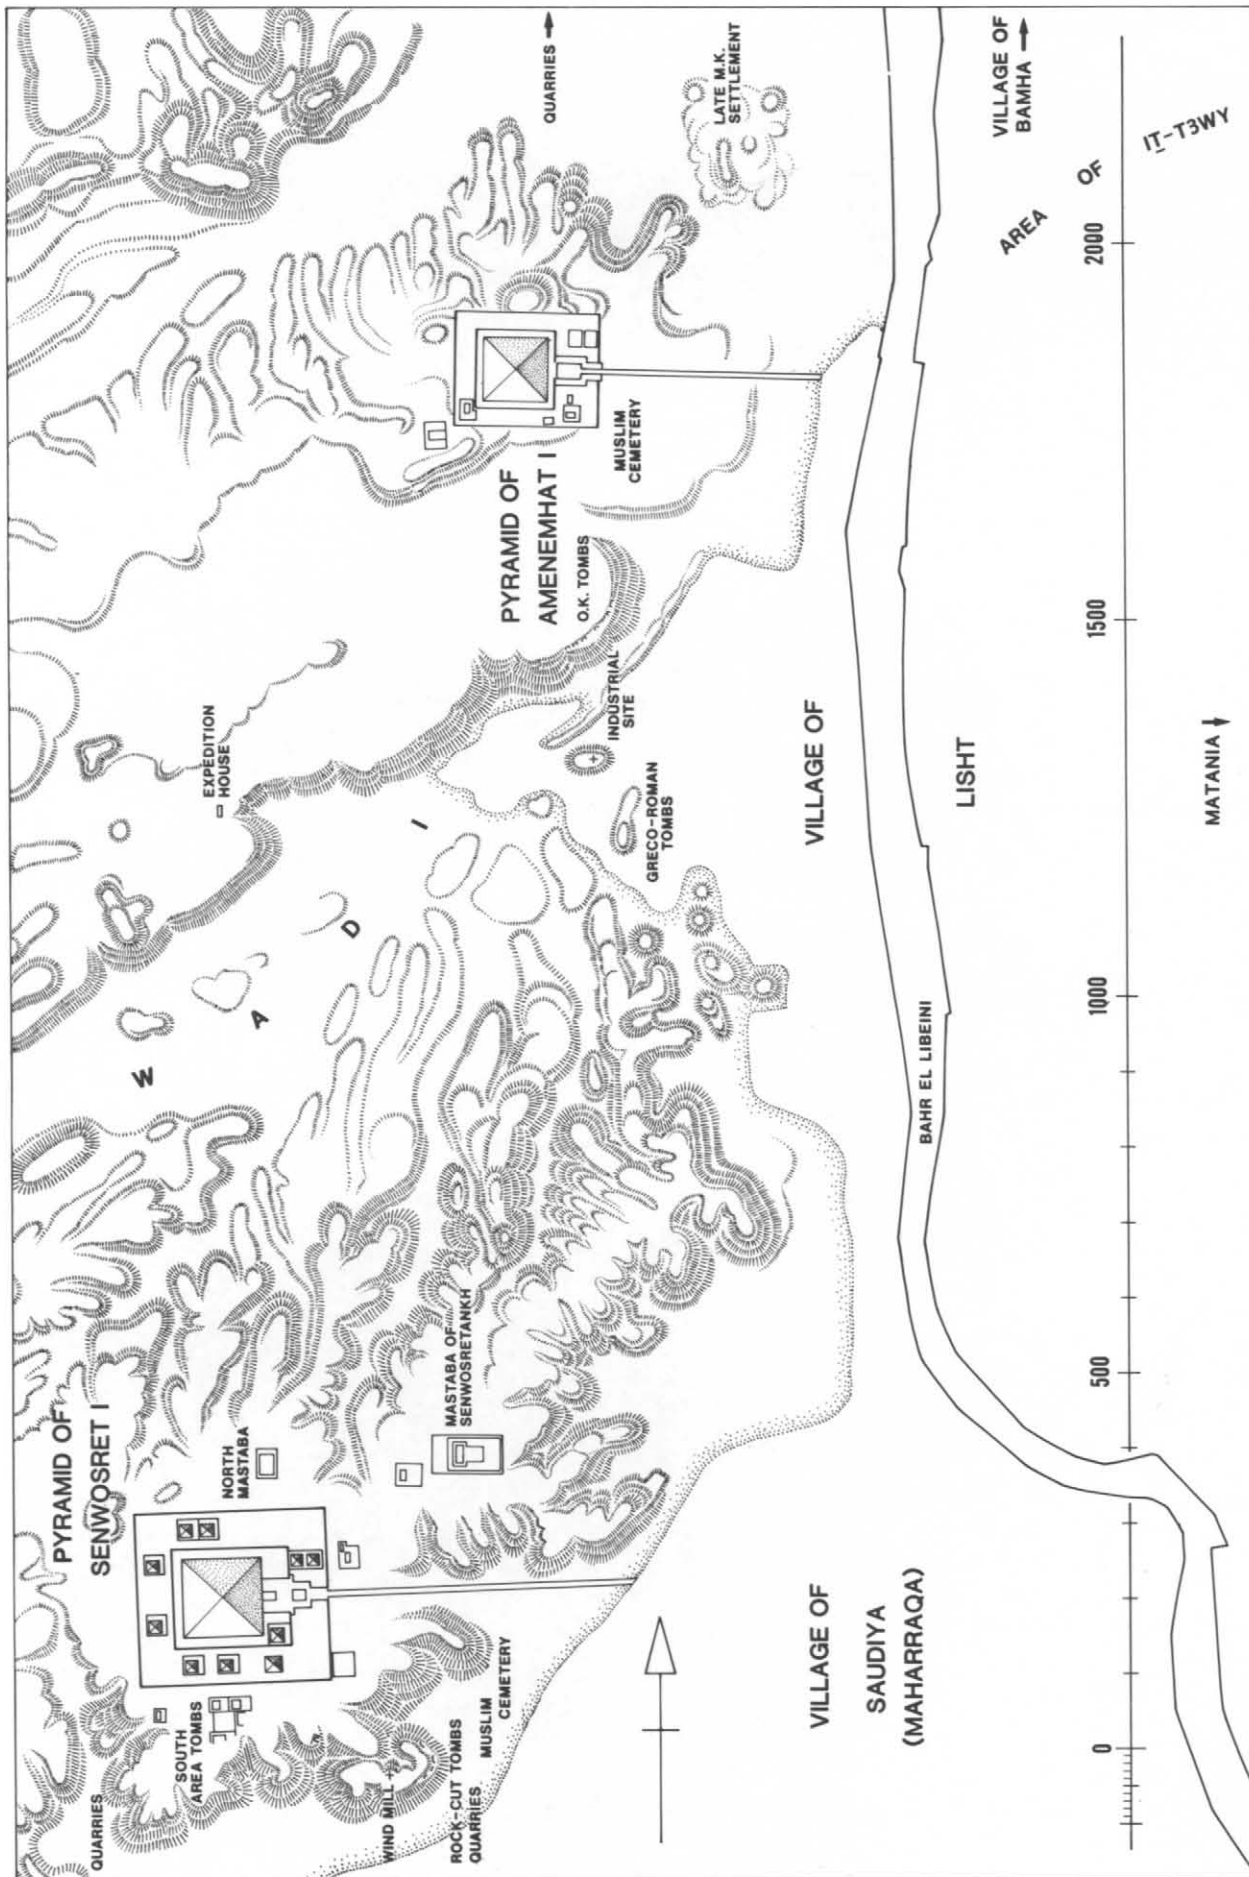 QUARRIES
LATE M.K.
SETTLEMENT
VILLAGE OF
BAMHA
AREA OF IṮ-T3WY
2000
MUSLIM
CEMETERY
PYRAMID OF
AMENEMHAT I
O.K. TOMBS
1500
EXPEDITION
HOUSE
INDUSTRIAL
SITE
GRECO-ROMAN
TOMBS
VILLAGE OF
LISHT
MATANIA
WADI
1000
BAHR EL LIBEINI
PYRAMID OF
SENWOSRET I
NORTH
MASTABA
MASTABA OF
SENWOSRETANKH
500
SOUTH
AREA TOMBS
QUARRIES
WIND MILL
ROCK-CUT TOMBS
QUARRIES
MUSLIM
CEMETERY
VILLAGE OF
SAUDIYA
(MAHARRAQA)
0